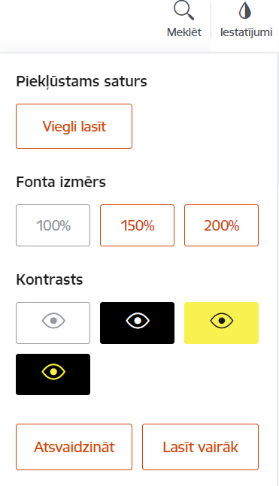 Meklēt
Iestatījumi
Piekļūstams saturs
Viegli lasīt
Fonta izmērs
100%
150%
200%
Kontrasts
Atsvaidzināt
Lasīt vairāk